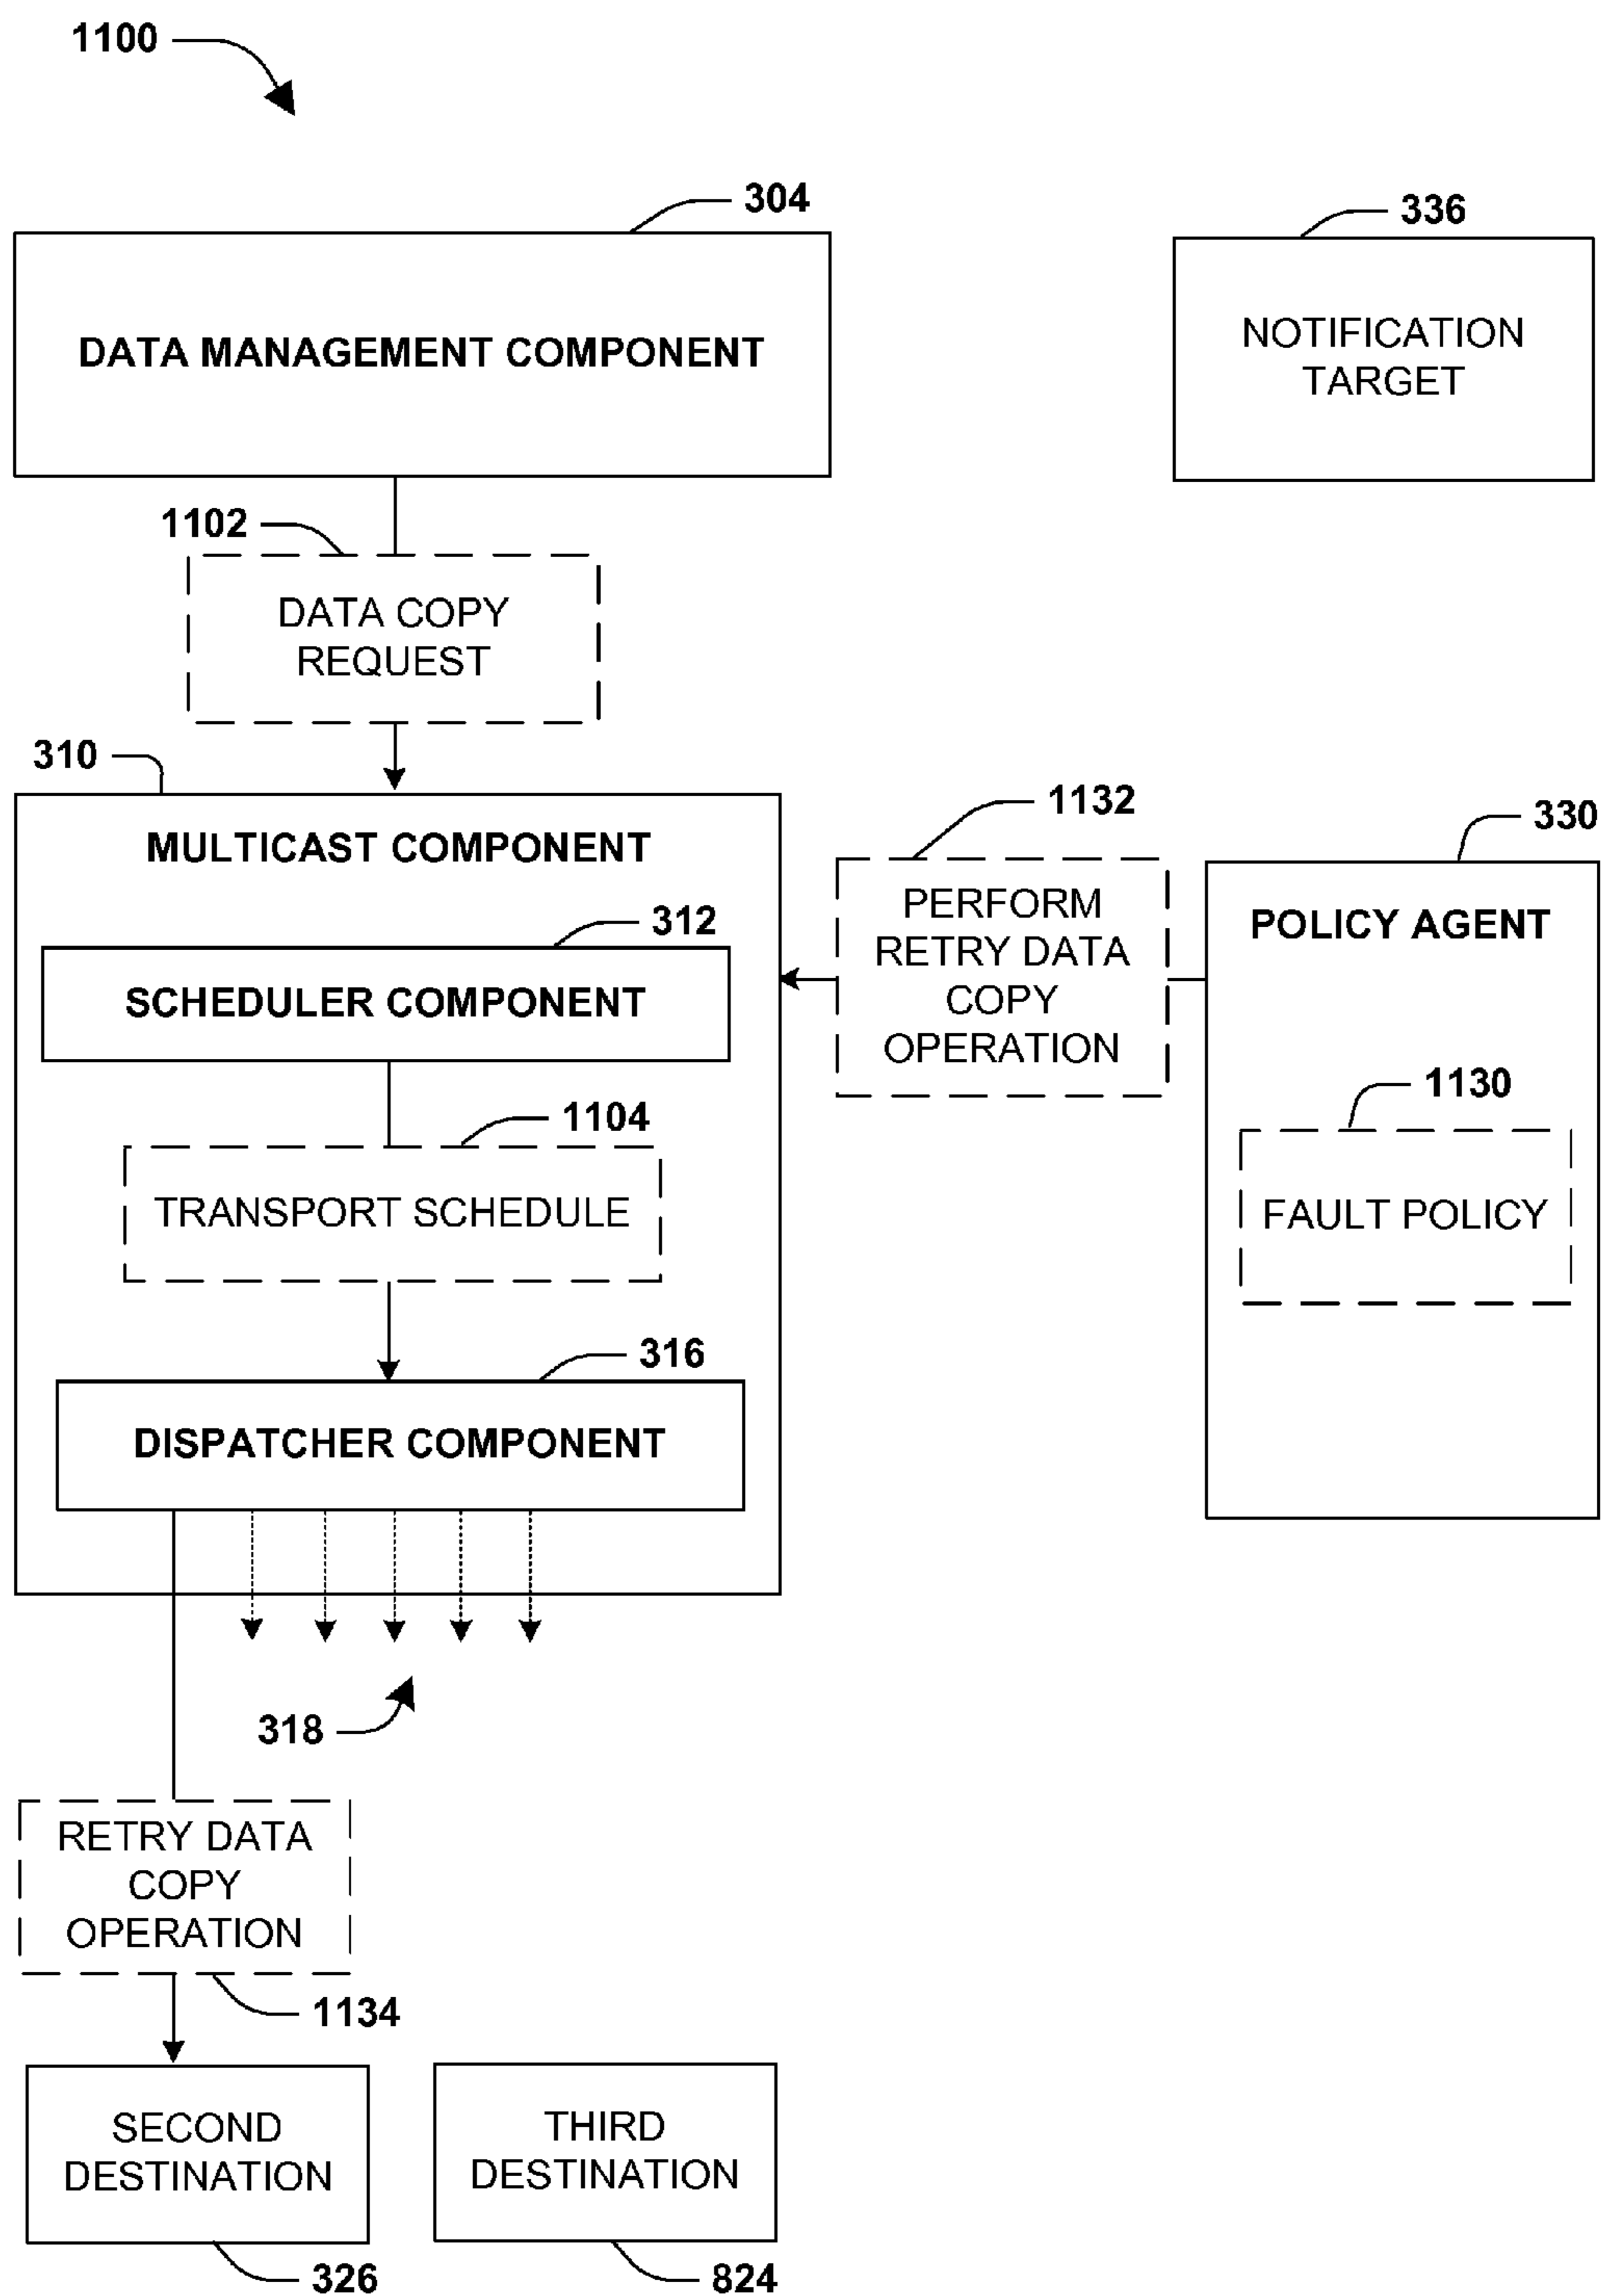 1100
304
336
DATA MANAGEMENT COMPONENT
NOTIFICATION
TARGET
1102
DATA COPY
REQUEST
310
MULTICAST COMPONENT
1132
330
PERFORM
RETRY DATA
COPY
OPERATION
POLICY AGENT
312
SCHEDULER COMPONENT
1130
FAULT POLICY
1104
TRANSPORT SCHEDULE
316
DISPATCHER COMPONENT
318
RETRY DATA
COPY
OPERATION
1134
SECOND
DESTINATION
THIRD
DESTINATION
326
824